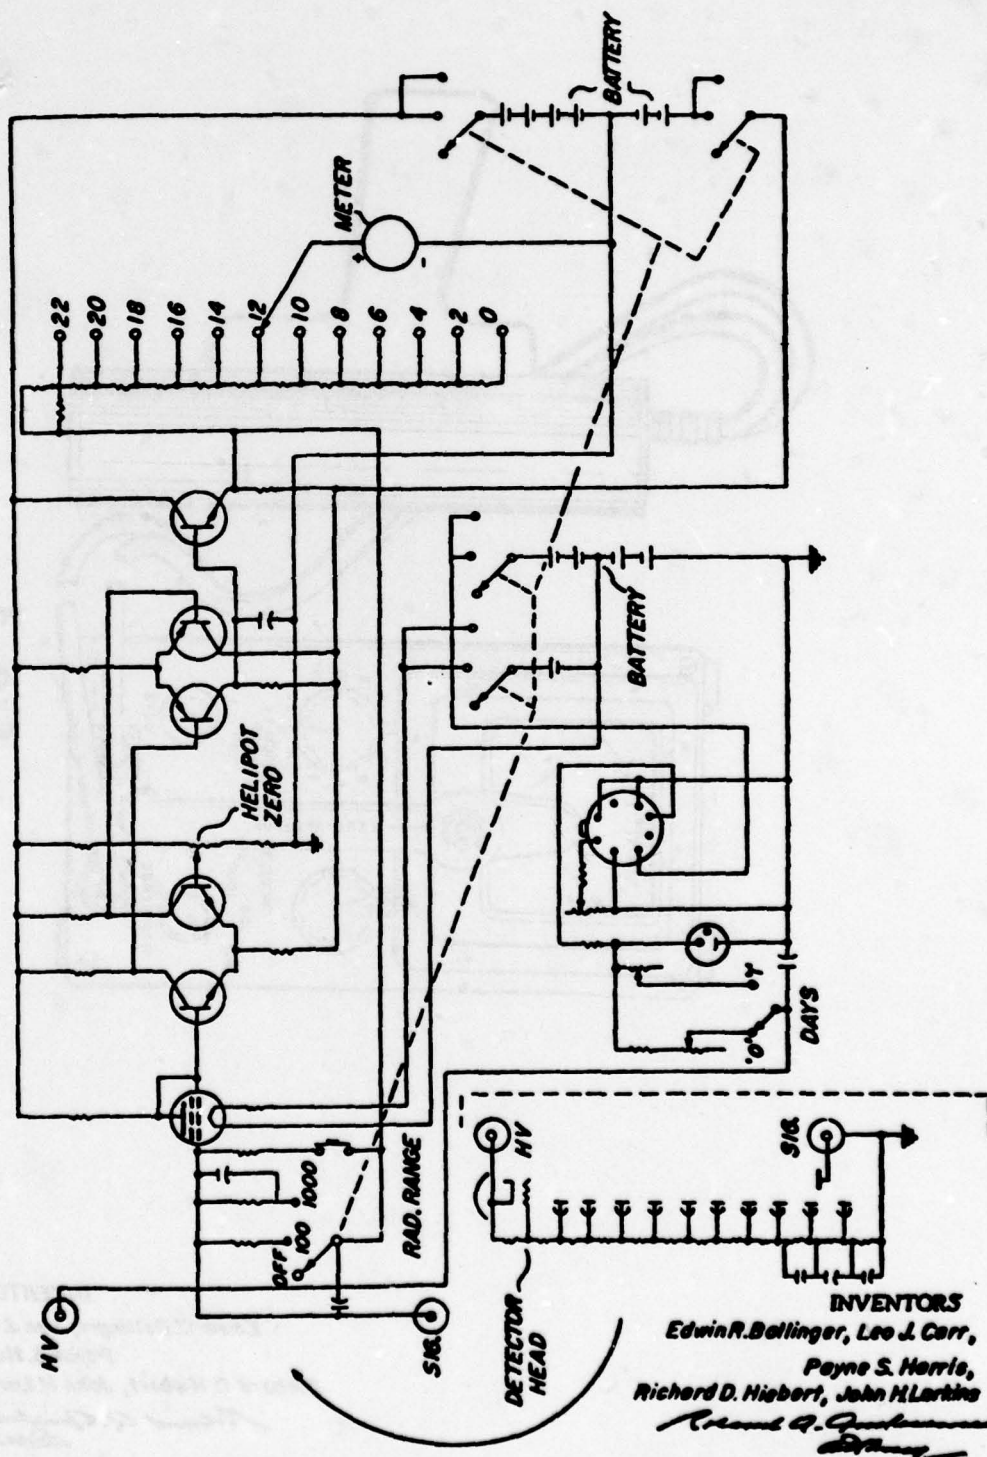 BATTERY
METER
+
-
22
20
18
16
14
12
10
8
6
4
2
0
HELIPOT
ZERO
BATTERY
"0"
DAYS
RAD. RANGE
1000
100
OFF
HV
SIG.
HV
SIG.
DETECTOR
HEAD
INVENTORS
Edwin R. Bollinger, Leo J. Carr,
Payne S. Harris,
Richard D. Hiebert, John H. Larkins